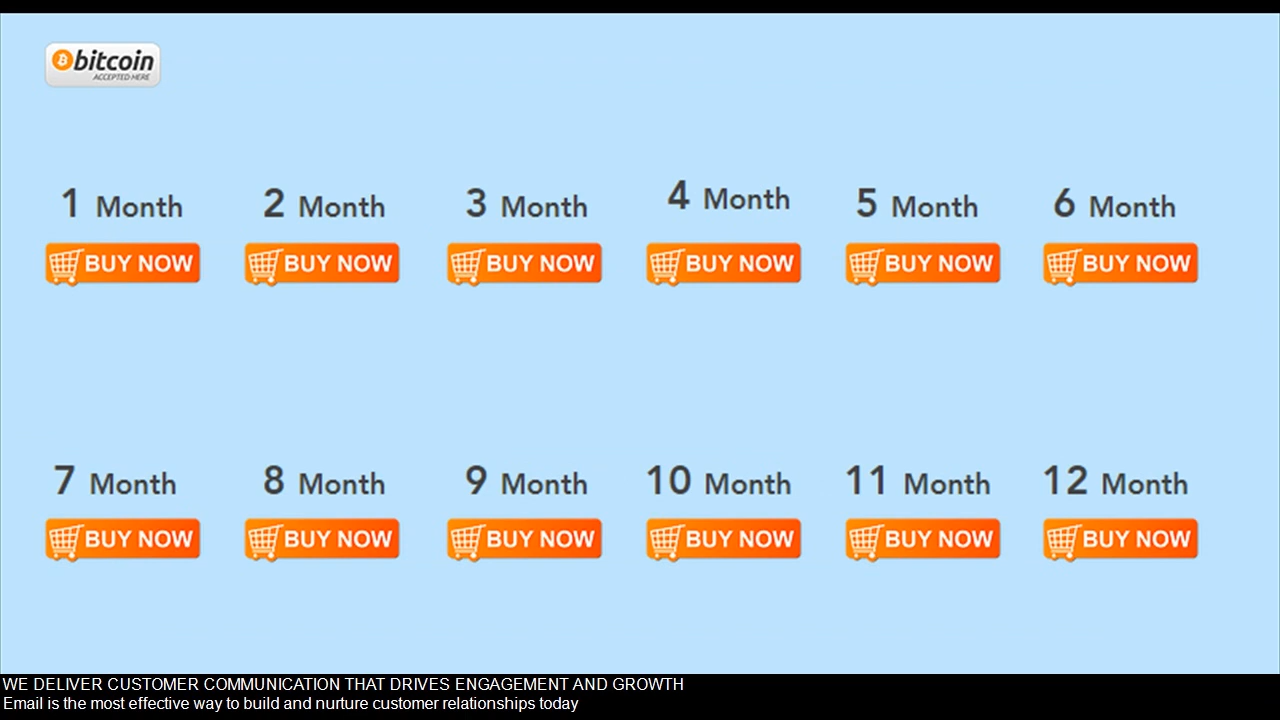 bitcoin
ACCEPTED HERE
1 Month
2 Month
3 Month
4 Month
5 Month
6 Month
BUY NOW
BUY NOW
BUY NOW
BUY NOW
BUY NOW
BUY NOW
7 Month
8 Month
9 Month
10 Month
11 Month
12 Month
BUY NOW
BUY NOW
BUY NOW
BUY NOW
BUY NOW
BUY NOW
WE DELIVER CUSTOMER COMMUNICATION THAT DRIVES ENGAGEMENT AND GROWTH
Email is the most effective way to build and nurture customer relationships today